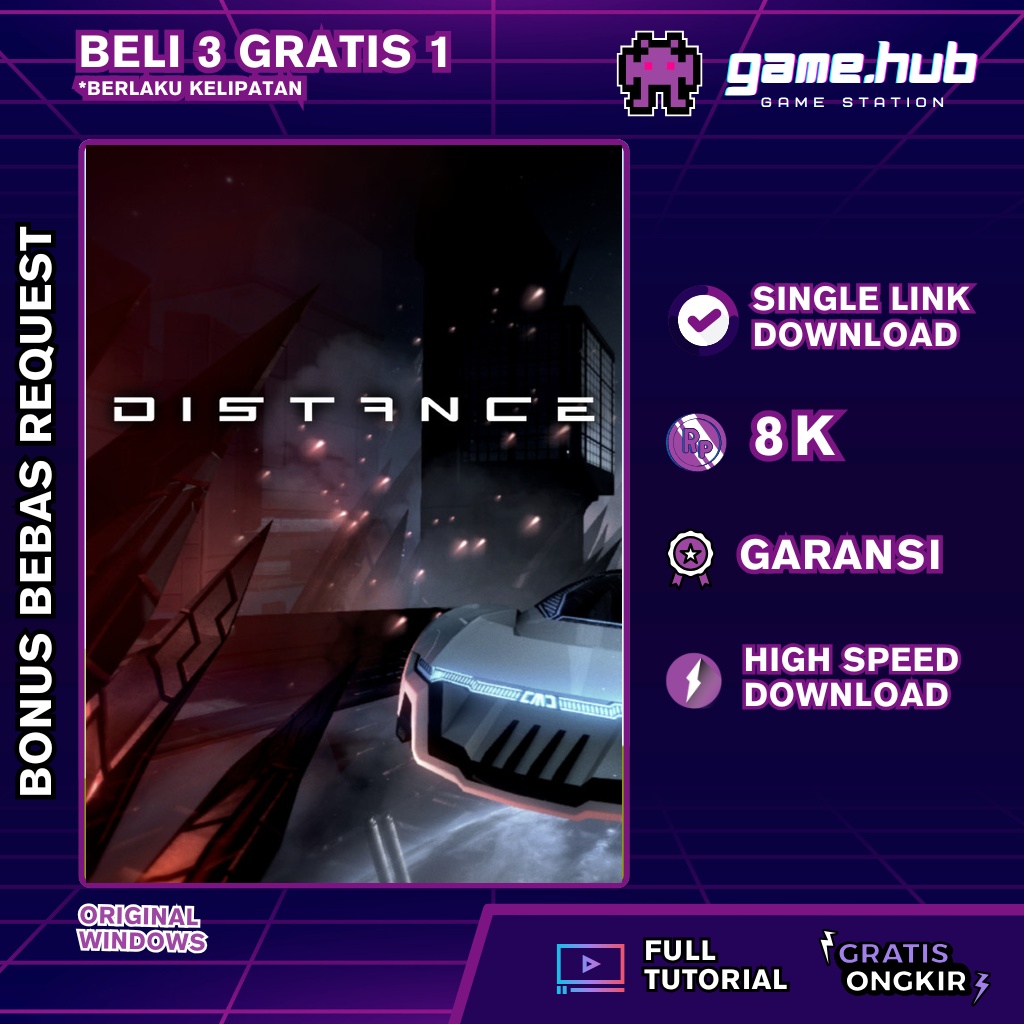 BELI 3 GRATIS 1
*BERLAKU KELIPATAN
game.hub
GAME STATION
BONUS BEBAS REQUEST
DISTANCE
SINGLE LINK
DOWNLOAD
Rp
8K
GARANSI
HIGH SPEED
DOWNLOAD
ORIGINAL
WINDOWS
FULL
TUTORIAL
GRATIS
ONGKIR